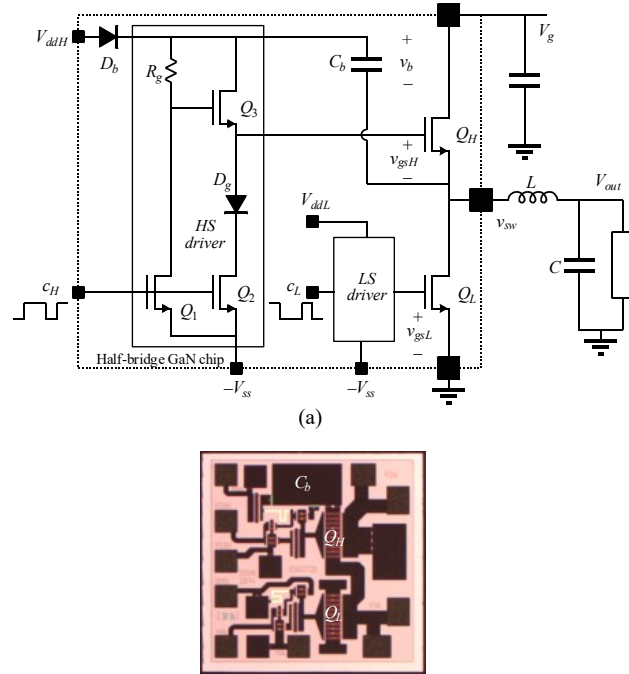 V_ddH
D_b
R_g
Q_3
C_b
+
v_b
−
V_g
Q_H
+
v_gsH
−
D_g
HS
driver
V_ddL
L
V_out
v_sw
C
c_H
Q_1
Q_2
c_L
LS
driver
Q_L
+
v_gsL
−
Half-bridge GaN chip
−V_ss
−V_ss
(a)
C_b
Q_H
Q_L